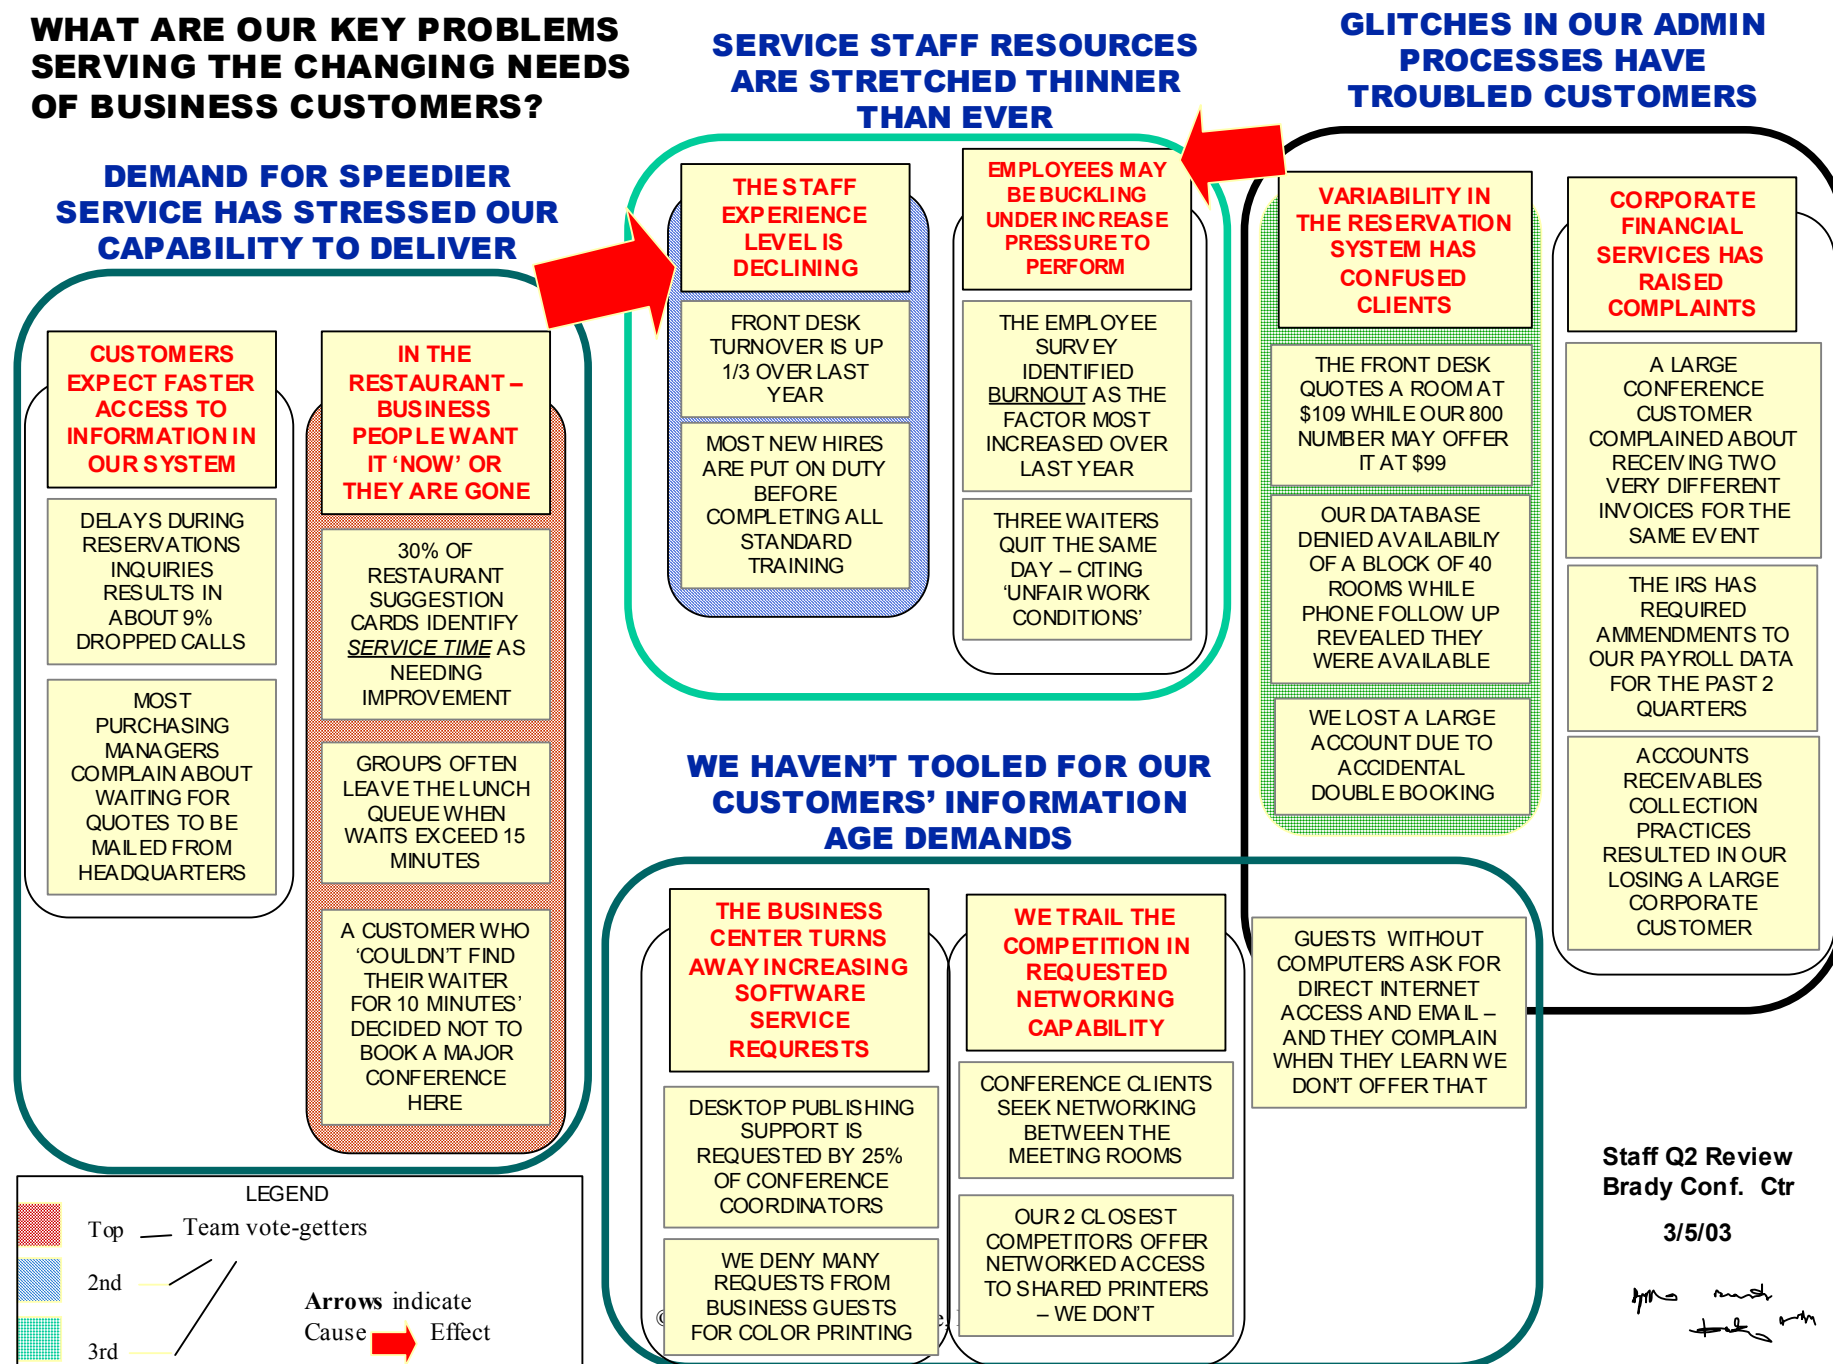 WHAT ARE OUR KEY PROBLEMS
SERVING THE CHANGING NEEDS
OF BUSINESS CUSTOMERS?
DEMAND FOR SPEEDIER
SERVICE HAS STRESSED OUR
CAPABILITY TO DELIVER
CUSTOMERS
EXPECT FASTER
ACCESS TO
INFORMATION IN
OUR SYSTEM
DELAYS DURING
RESERVATIONS
INQUIRIES
RESULTS IN
ABOUT 9%
DROPPED CALLS
MOST
PURCHASING
MANAGERS
COMPLAIN ABOUT
WAITING FOR
QUOTES TO BE
MAILED FROM
HEADQUARTERS
IN THE
RESTAURANT –
BUSINESS
PEOPLE WANT
IT ‘NOW’ OR
THEY ARE GONE
30% OF
RESTAURANT
SUGGESTION
CARDS IDENTIFY
SERVICE TIME AS
NEEDING
IMPROVEMENT
GROUPS OFTEN
LEAVE THE LUNCH
QUEUE WHEN
WAITS EXCEED 15
MINUTES
A CUSTOMER WHO
‘COULDN’T FIND
THEIR WAITER
FOR 10 MINUTES’
DECIDED NOT TO
BOOK A MAJOR
CONFERENCE
HERE
SERVICE STAFF RESOURCES
ARE STRETCHED THINNER
THAN EVER
THE STAFF
EXPERIENCE
LEVEL IS
DECLINING
FRONT DESK
TURNOVER IS UP
1/3 OVER LAST
YEAR
MOST NEW HIRES
ARE PUT ON DUTY
BEFORE
COMPLETING ALL
STANDARD
TRAINING
EMPLOYEES MAY
BE BUCKLING
UNDER INCREASE
PRESSURE TO
PERFORM
THE EMPLOYEE
SURVEY
IDENTIFIED
BURNOUT AS THE
FACTOR MOST
INCREASED OVER
LAST YEAR
THREE WAITERS
QUIT THE SAME
DAY – CITING
‘UNFAIR WORK
CONDITIONS’
GLITCHES IN OUR ADMIN
PROCESSES HAVE
TROUBLED CUSTOMERS
VARIABILITY IN
THE RESERVATION
SYSTEM HAS
CONFUSED
CLIENTS
THE FRONT DESK
QUOTES A ROOM AT
$109 WHILE OUR 800
NUMBER MAY OFFER
IT AT $99
OUR DATABASE
DENIED AVAILABILIY
OF A BLOCK OF 40
ROOMS WHILE
PHONE FOLLOW UP
REVEALED THEY
WERE AVAILABLE
WE LOST A LARGE
ACCOUNT DUE TO
ACCIDENTAL
DOUBLE BOOKING
CORPORATE
FINANCIAL
SERVICES HAS
RAISED
COMPLAINTS
A LARGE
CONFERENCE
CUSTOMER
COMPLAINED ABOUT
RECEIVING TWO
VERY DIFFERENT
INVOICES FOR THE
SAME EVENT
THE IRS HAS
REQUIRED
AMMENDMENTS TO
OUR PAYROLL DATA
FOR THE PAST 2
QUARTERS
ACCOUNTS
RECEIVABLES
COLLECTION
PRACTICES
RESULTED IN OUR
LOSING A LARGE
CORPORATE
CUSTOMER
WE HAVEN’T TOOLED FOR OUR
CUSTOMERS’ INFORMATION
AGE DEMANDS
THE BUSINESS
CENTER TURNS
AWAY INCREASING
SOFTWARE
SERVICE
REQURESTS
DESKTOP PUBLISHING
SUPPORT IS
REQUESTED BY 25%
OF CONFERENCE
COORDINATORS
WE DENY MANY
REQUESTS FROM
BUSINESS GUESTS
FOR COLOR PRINTING
WE TRAIL THE
COMPETITION IN
REQUESTED
NETWORKING
CAPABILITY
CONFERENCE CLIENTS
SEEK NETWORKING
BETWEEN THE
MEETING ROOMS
OUR 2 CLOSEST
COMPETITORS OFFER
NETWORKED ACCESS
TO SHARED PRINTERS
– WE DON’T
GUESTS WITHOUT
COMPUTERS ASK FOR
DIRECT INTERNET
ACCESS AND EMAIL –
AND THEY COMPLAIN
WHEN THEY LEARN WE
DON’T OFFER THAT
LEGEND
Top Team vote-getters
2nd
3rd
Arrows indicate
Cause Effect
Staff Q2 Review
Brady Conf. Ctr
3/5/03